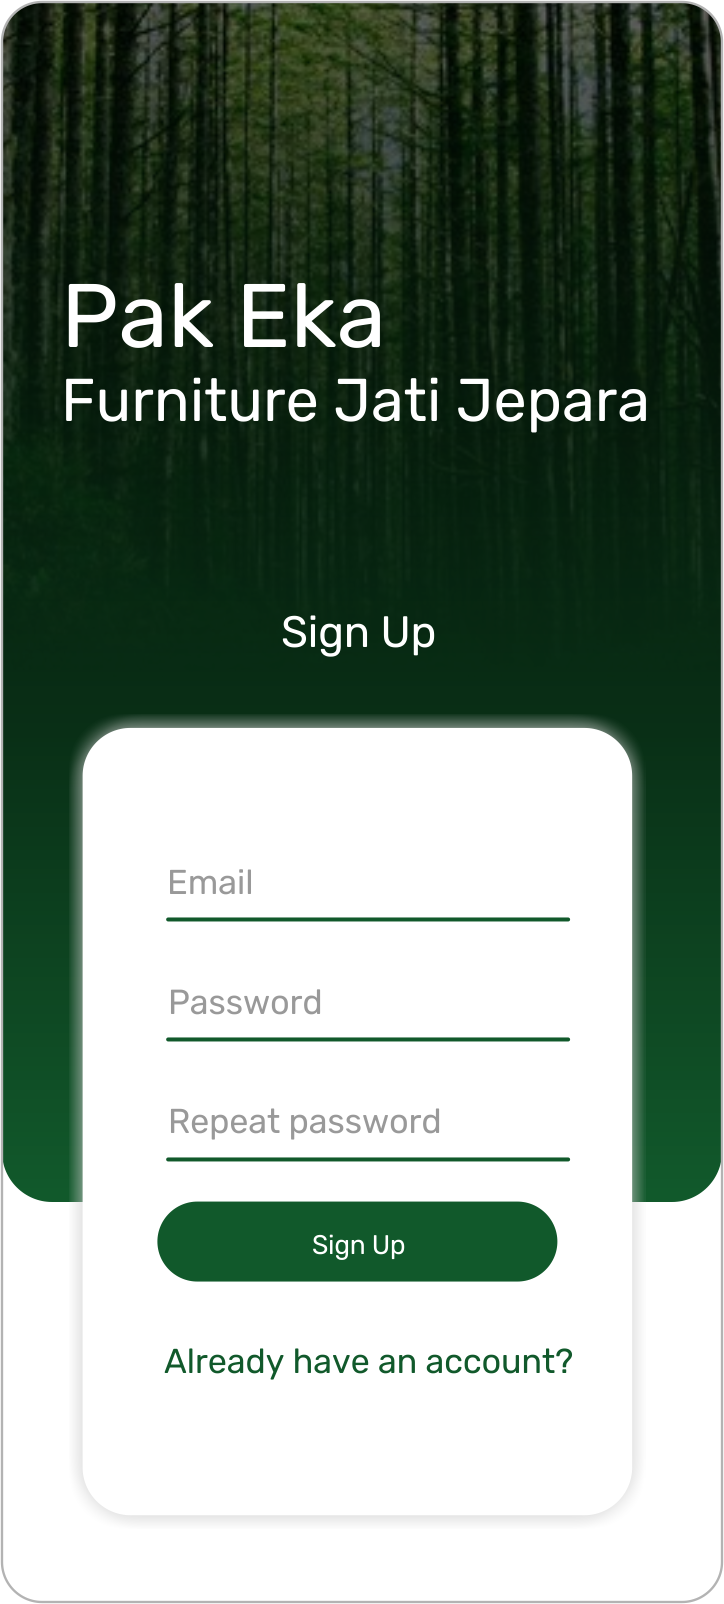 Pak Eka
Furniture Jati Jepara
Sign Up
Email
Password
Repeat password
Sign Up
Already have an account?